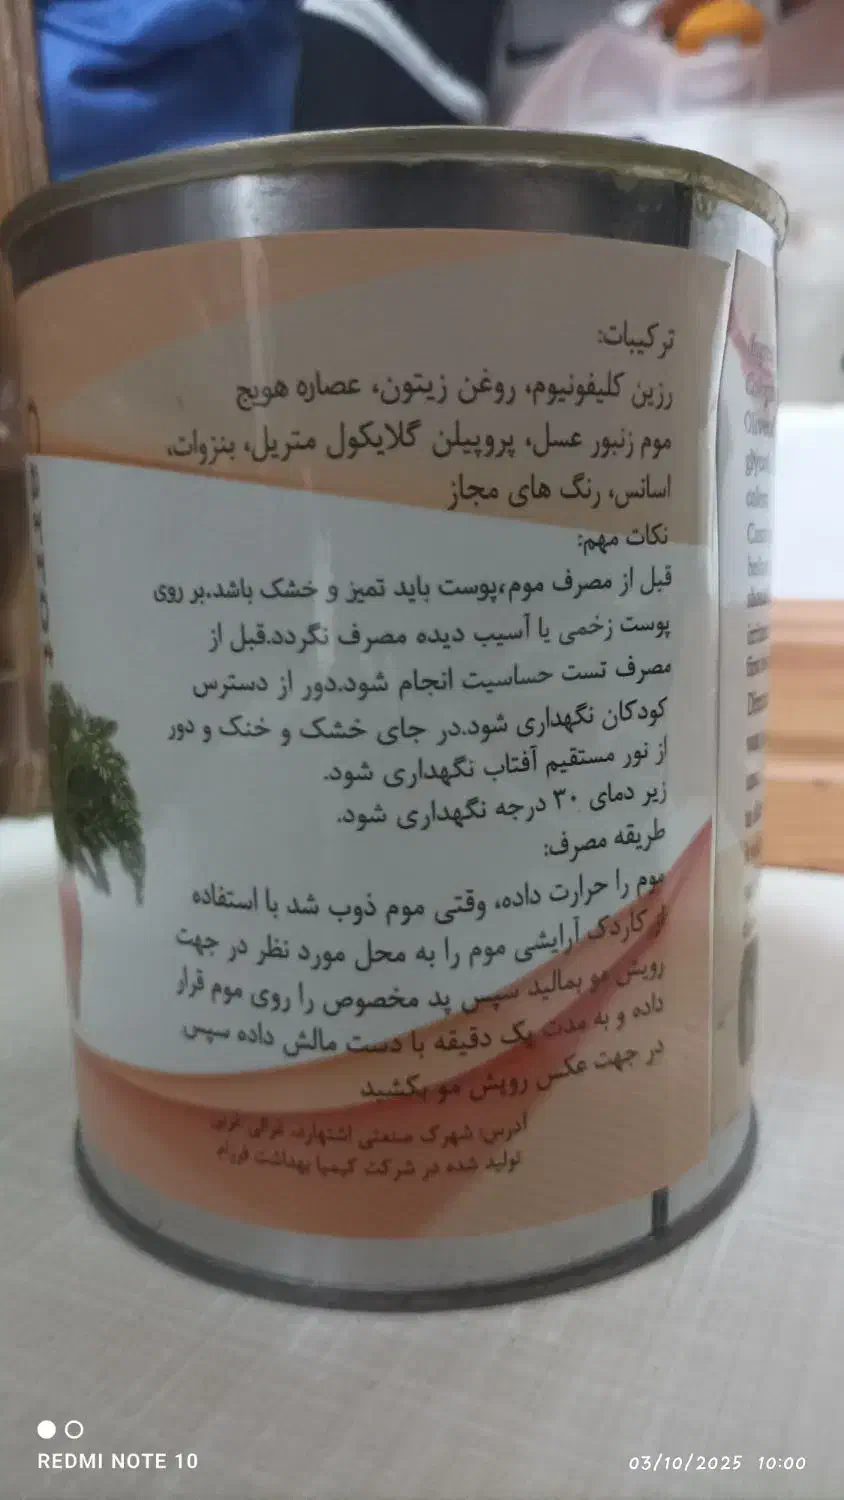 ترکیبات:
رزین کلیفونیوم، روغن زیتون، عصاره هویج
موم زنبور عسل، پروپیلن گلایکول متریل، بنزوات،
اسانس، رنگ های مجاز
نکات مهم:
قبل از مصرف موم،پوست باید تمیز و خشک باشد.بر روی
پوست زخمی یا آسیب دیده مصرف نگردد.قبل از
مصرف تست حساسیت انجام شود.دور از دسترس
کودکان نگهداری شود.در جای خشک و خنک و دور
از نور مستقیم آفتاب نگهداری شود.
زیر دمای ۳۰ درجه نگهداری شود.
طریقه مصرف:
موم را حرارت داده، وقتی موم ذوب شد با استفاده
از کاردک آرایشی موم را به محل مورد نظر در جهت
رویش مو بمالید سپس پد مخصوص را روی موم قرار
داده و به مدت یک دقیقه با دست مالش داده سپس
در جهت عکس رویش مو بکشید
آدرس: شهرک صنعتی اشتهارد، غزالی غربی
تولید شده در شرکت کیمیا بهداشت فرزام
REDMI NOTE 10
03/10/2025 10:00